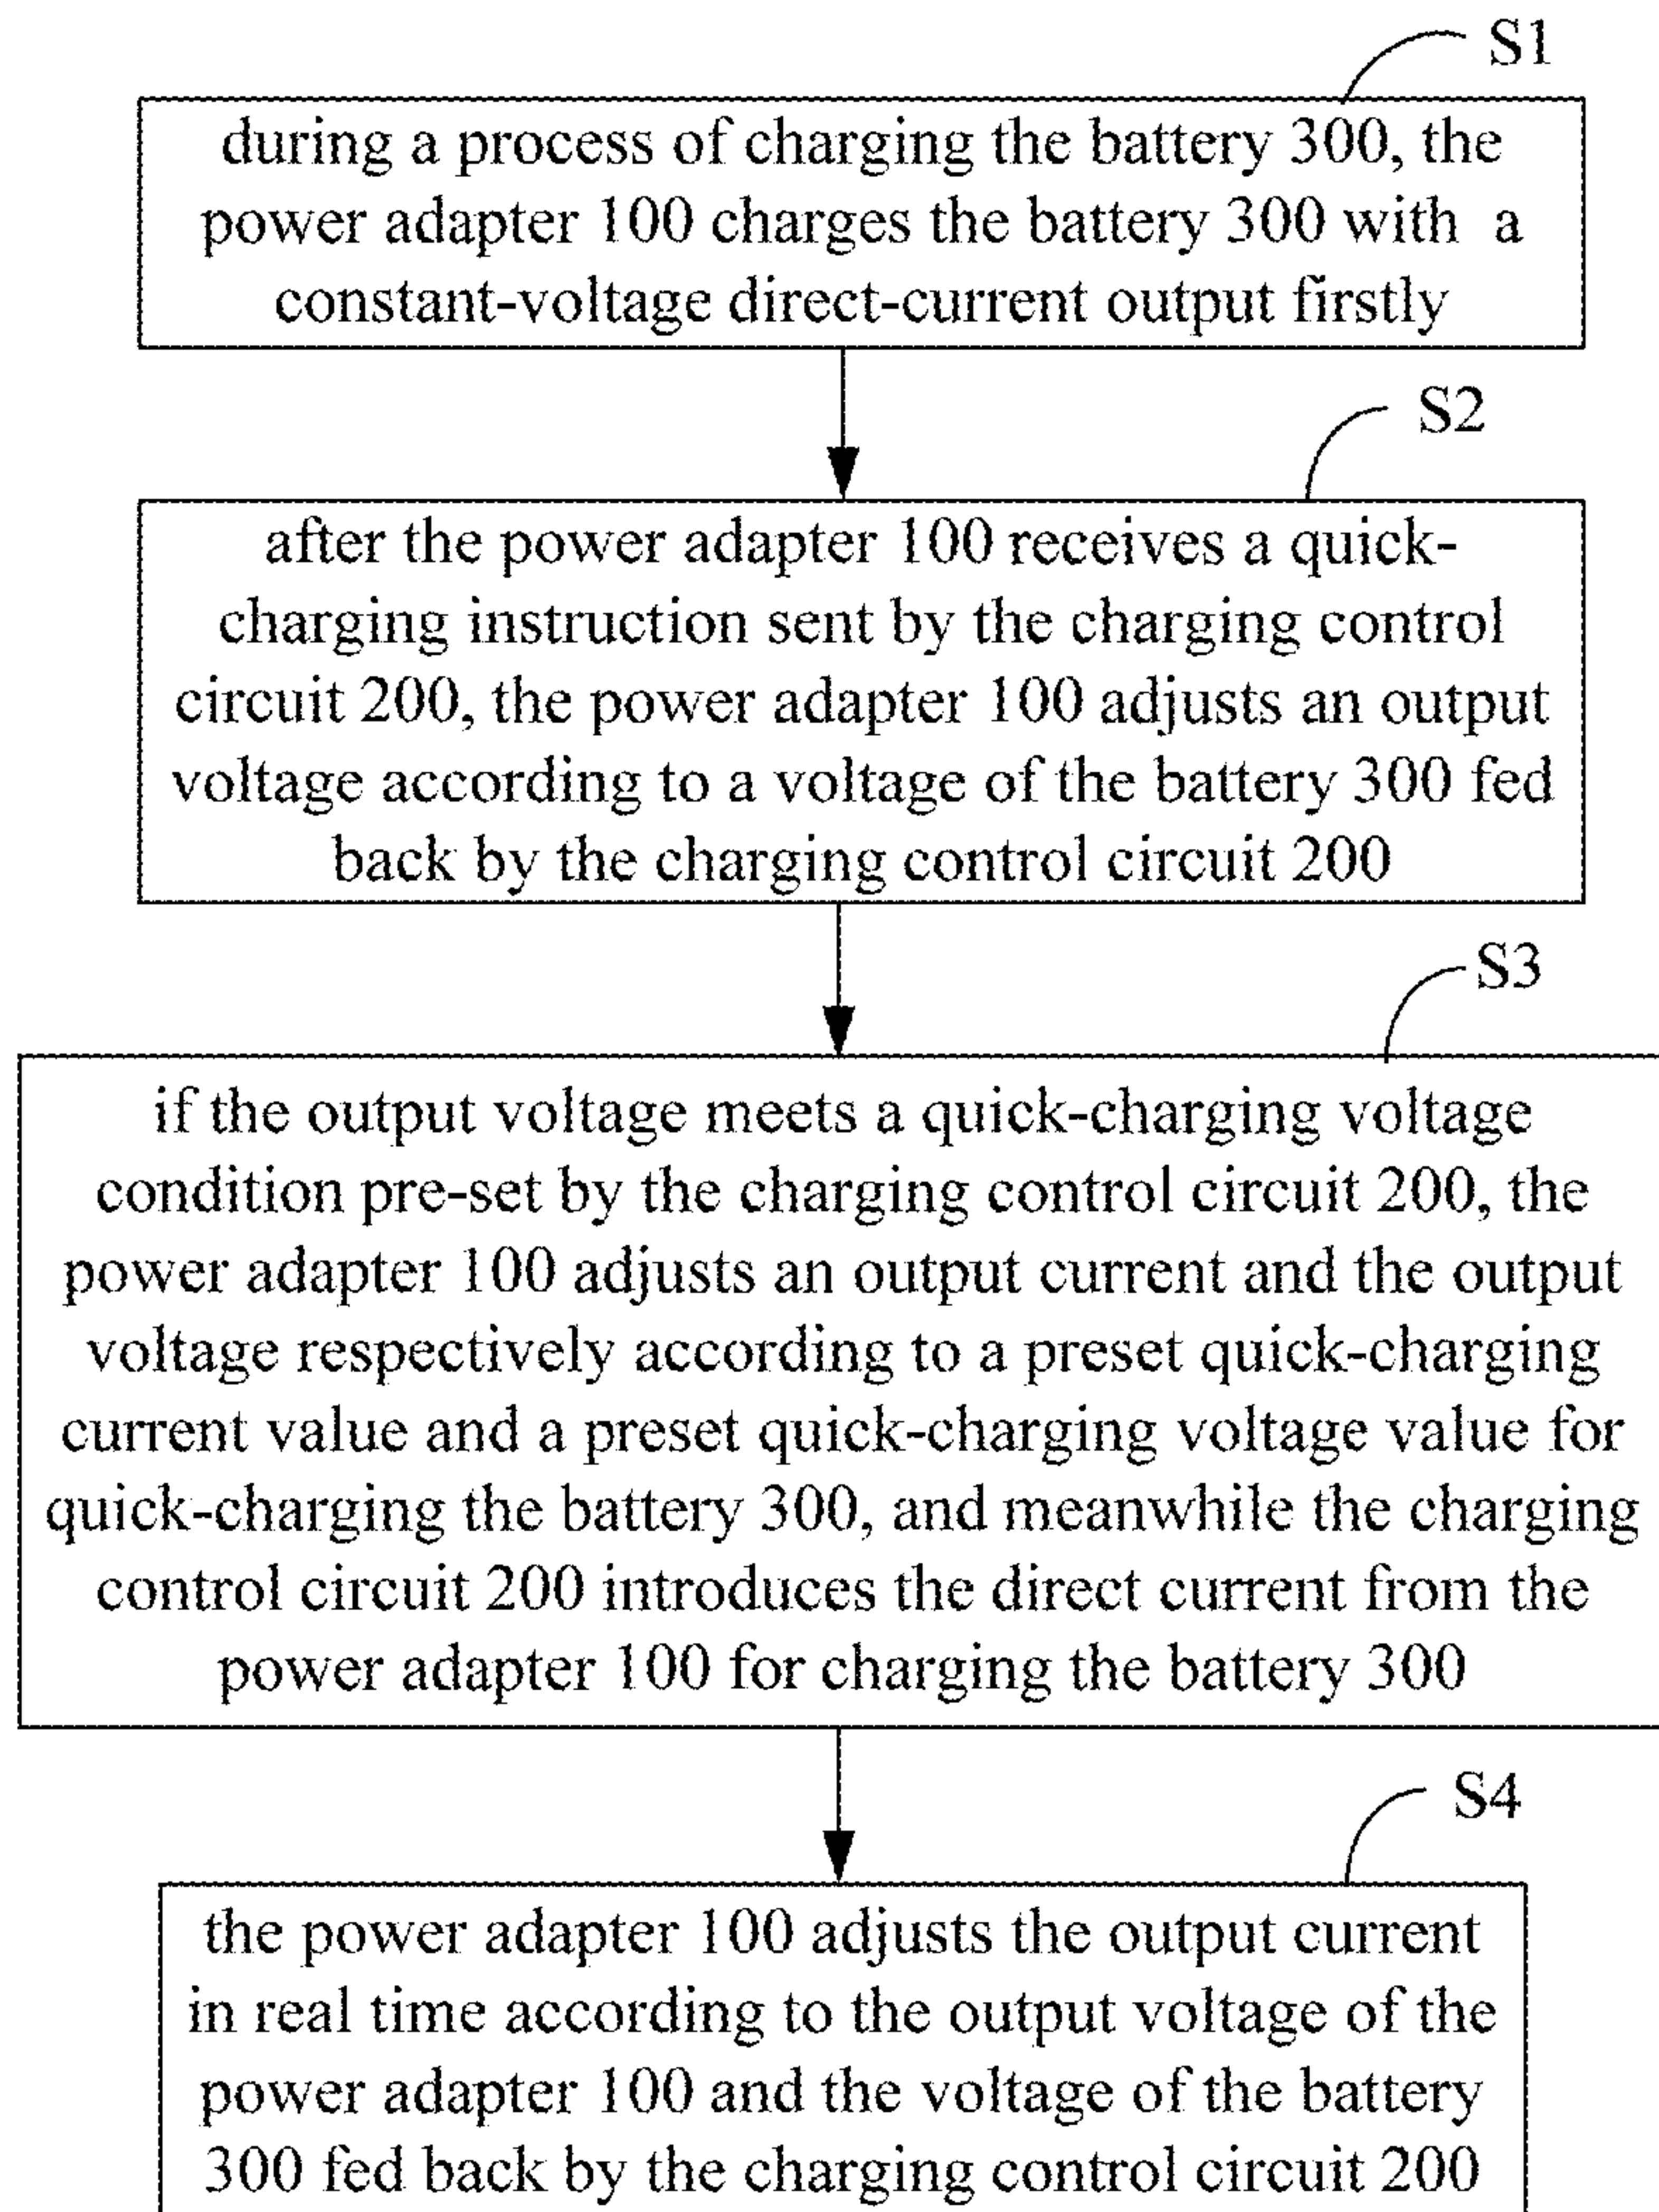 S1
during a process of charging the battery 300, the
power adapter 100 charges the battery 300 with a
constant-voltage direct-current output firstly
S2
after the power adapter 100 receives a quick-
charging instruction sent by the charging control
circuit 200, the power adapter 100 adjusts an output
voltage according to a voltage of the battery 300 fed
back by the charging control circuit 200
S3
if the output voltage meets a quick-charging voltage
condition pre-set by the charging control circuit 200, the
power adapter 100 adjusts an output current and the output
voltage respectively according to a preset quick-charging
current value and a preset quick-charging voltage value for
quick-charging the battery 300, and meanwhile the charging
control circuit 200 introduces the direct current from the
power adapter 100 for charging the battery 300
S4
the power adapter 100 adjusts the output current
in real time according to the output voltage of the
power adapter 100 and the voltage of the battery
300 fed back by the charging control circuit 200